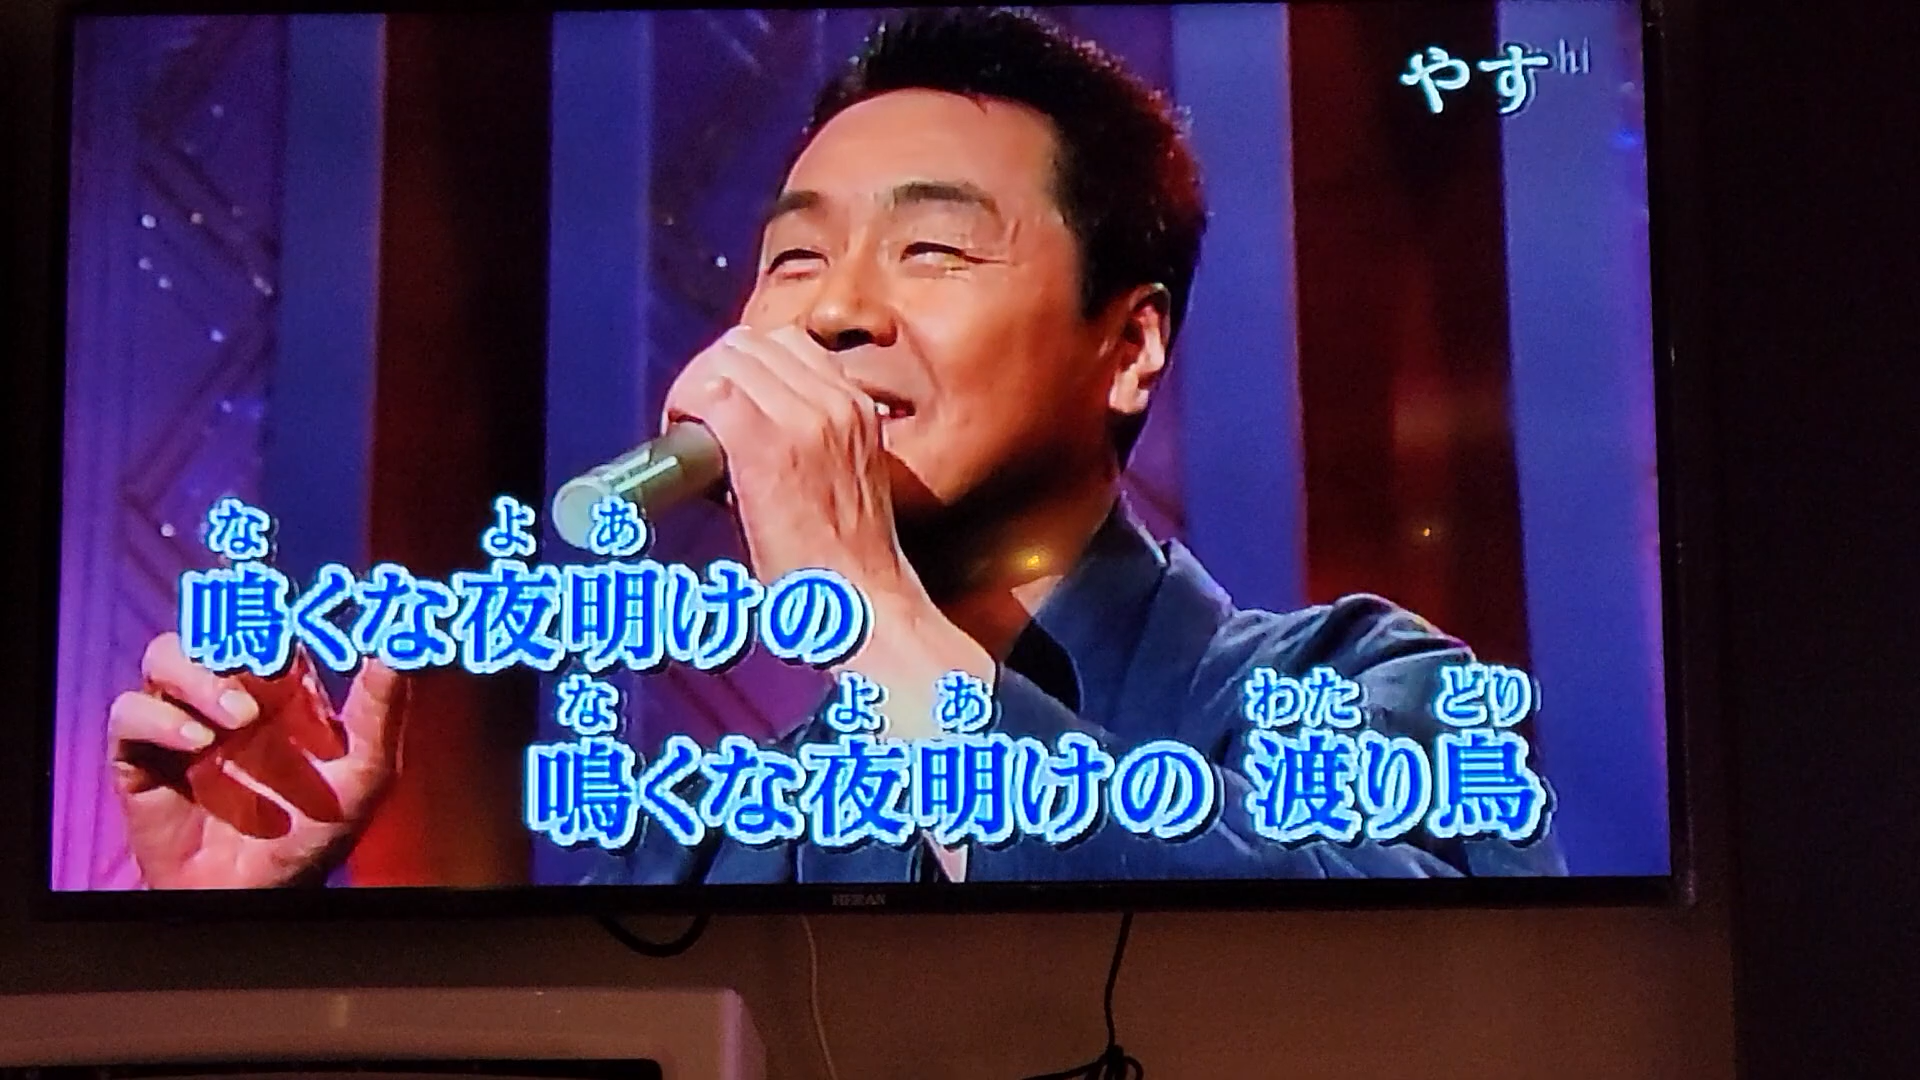 やす
な よ あ
鳴くな夜明けの
な よ あ わた どり
鳴くな夜明けの 渡り鳥
HERAN